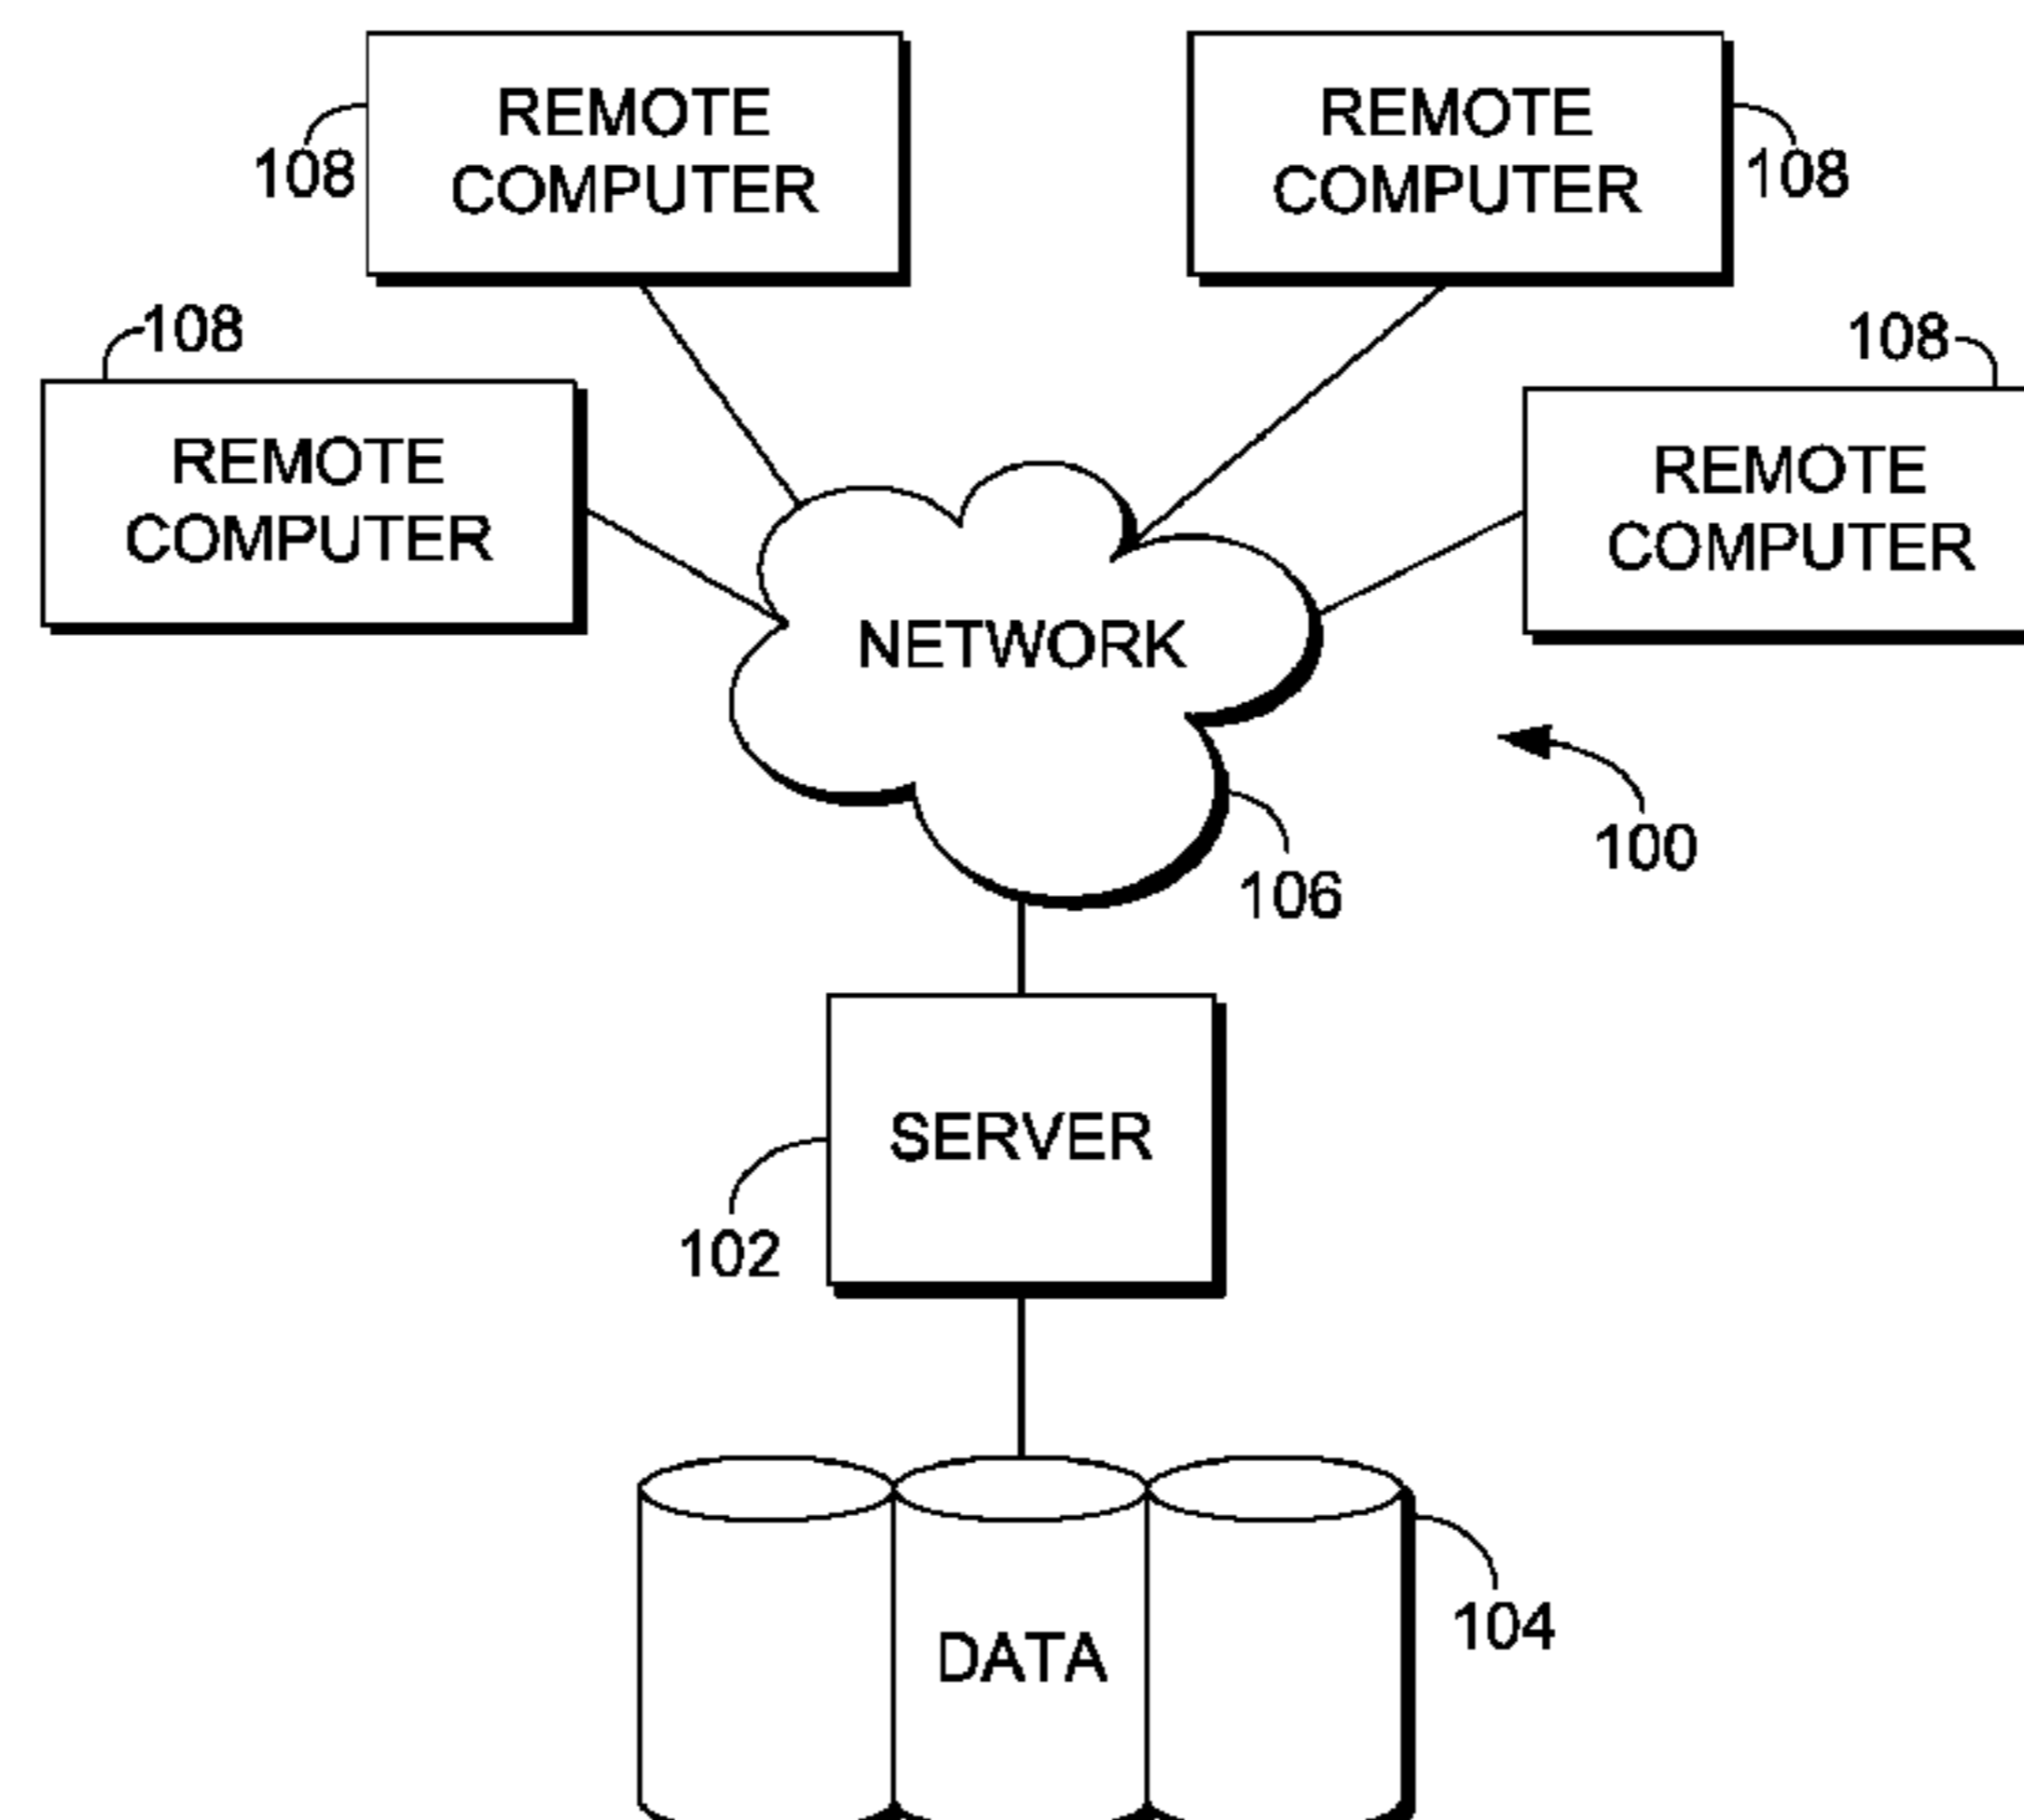 REMOTE
COMPUTER
108
REMOTE
COMPUTER
108
108
REMOTE
COMPUTER
108
REMOTE
COMPUTER
NETWORK
100
106
SERVER
102
104
DATA